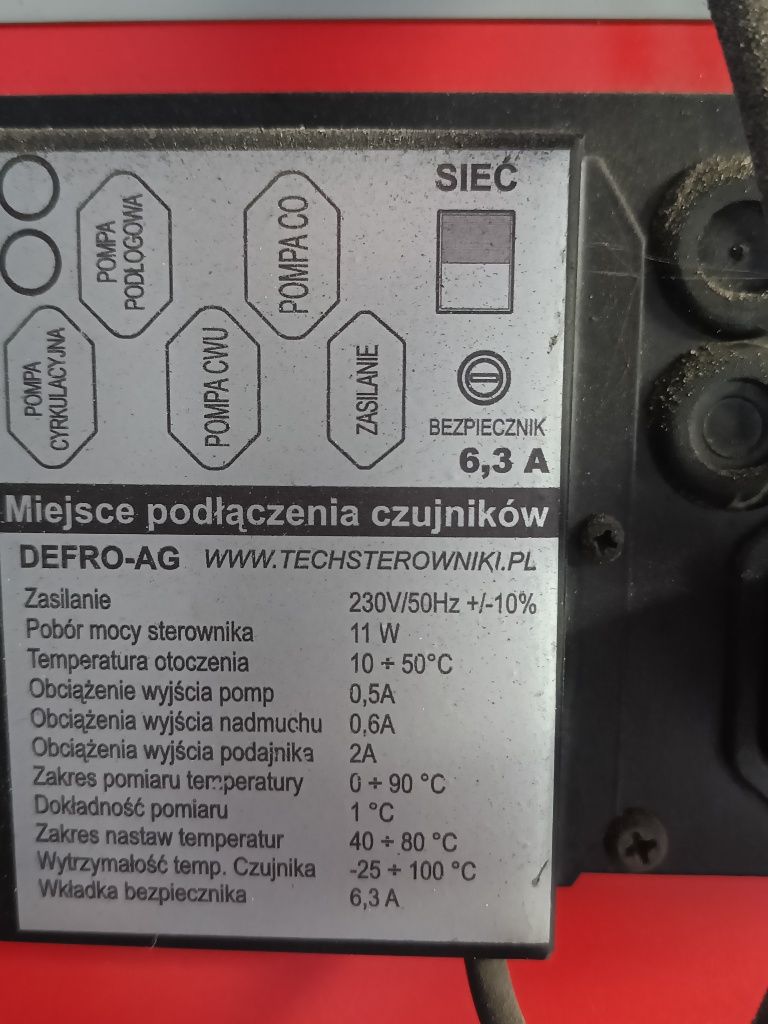 SIEĆ
POMPA
PODŁOGOWA
POMPA CO
POMPA
CYRKULACYJNA
POMPA CWU
ZASILANIE
BEZPIECZNIK
6,3 A
Miejsce podłączenia czujników
DEFRO-AG WWW.TECHSTEROWNIKI.PL
Zasilanie 230V/50Hz +/-10%
Pobór mocy sterownika 11 W
Temperatura otoczenia 10 ÷ 50°C
Obciążenie wyjścia pomp 0,5A
Obciążenia wyjścia nadmuchu 0,6A
Obciążenia wyjścia podajnika 2A
Zakres pomiaru temperatury 0 ÷ 90 °C
Dokładność pomiaru 1 °C
Zakres nastaw temperatur 40 ÷ 80 °C
Wytrzymałość temp. Czujnika -25 ÷ 100 °C
Wkładka bezpiecznika 6,3 A